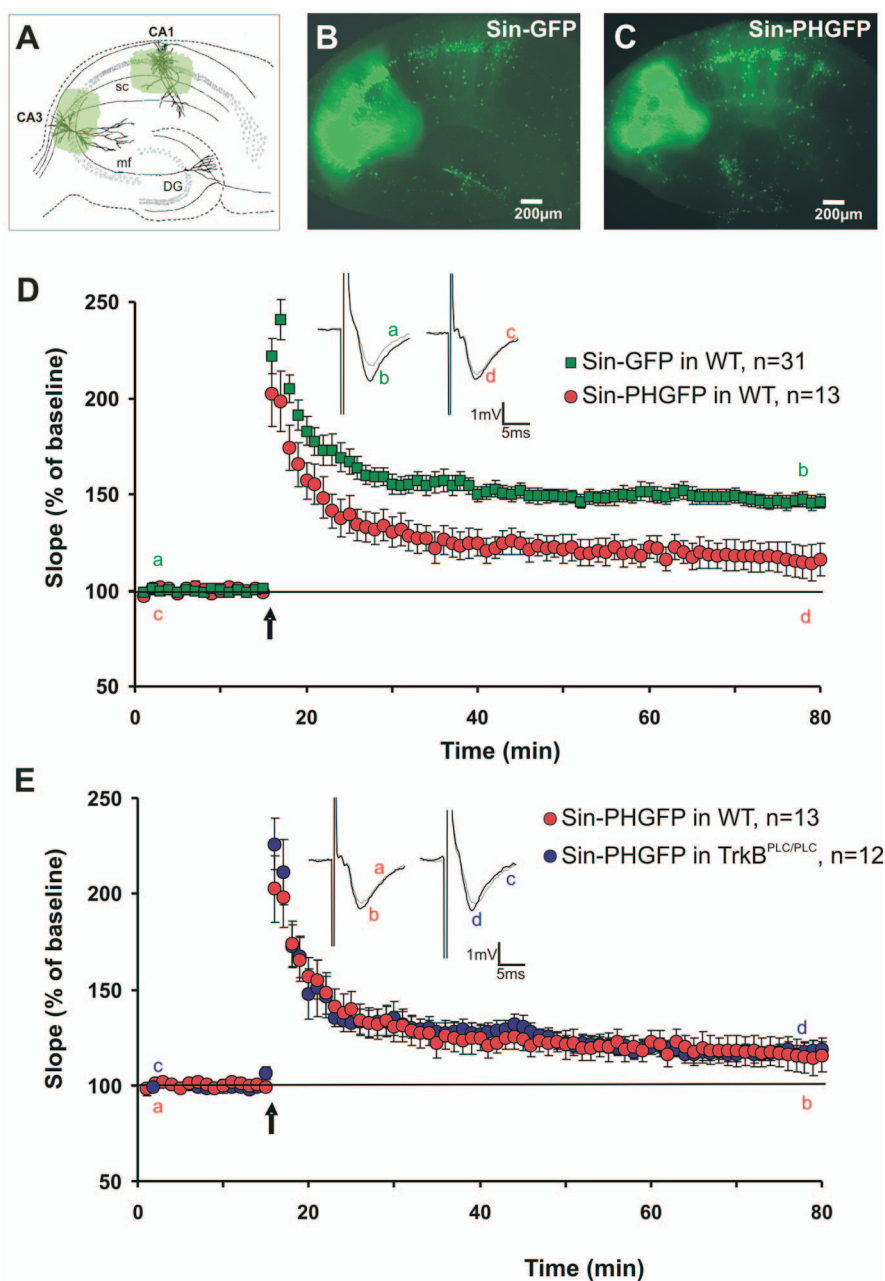 A
CA1
sc
CA3
mf
DG
B
Sin-GFP
200µm
C
Sin-PHGFP
200µm
D
Slope (% of baseline)
250
200
150
100
50
a
b
c
d
1mV
5ms
Sin-GFP in WT, n=31
Sin-PHGFP in WT, n=13
b
a
c
d
20
40
60
80
Time (min)
E
Slope (% of baseline)
250
200
150
100
50
a
b
c
d
1mV
5ms
Sin-PHGFP in WT, n=13
Sin-PHGFP in TrkB^PLC/PLC, n=12
d
c
a
b
0
20
40
60
80
Time (min)